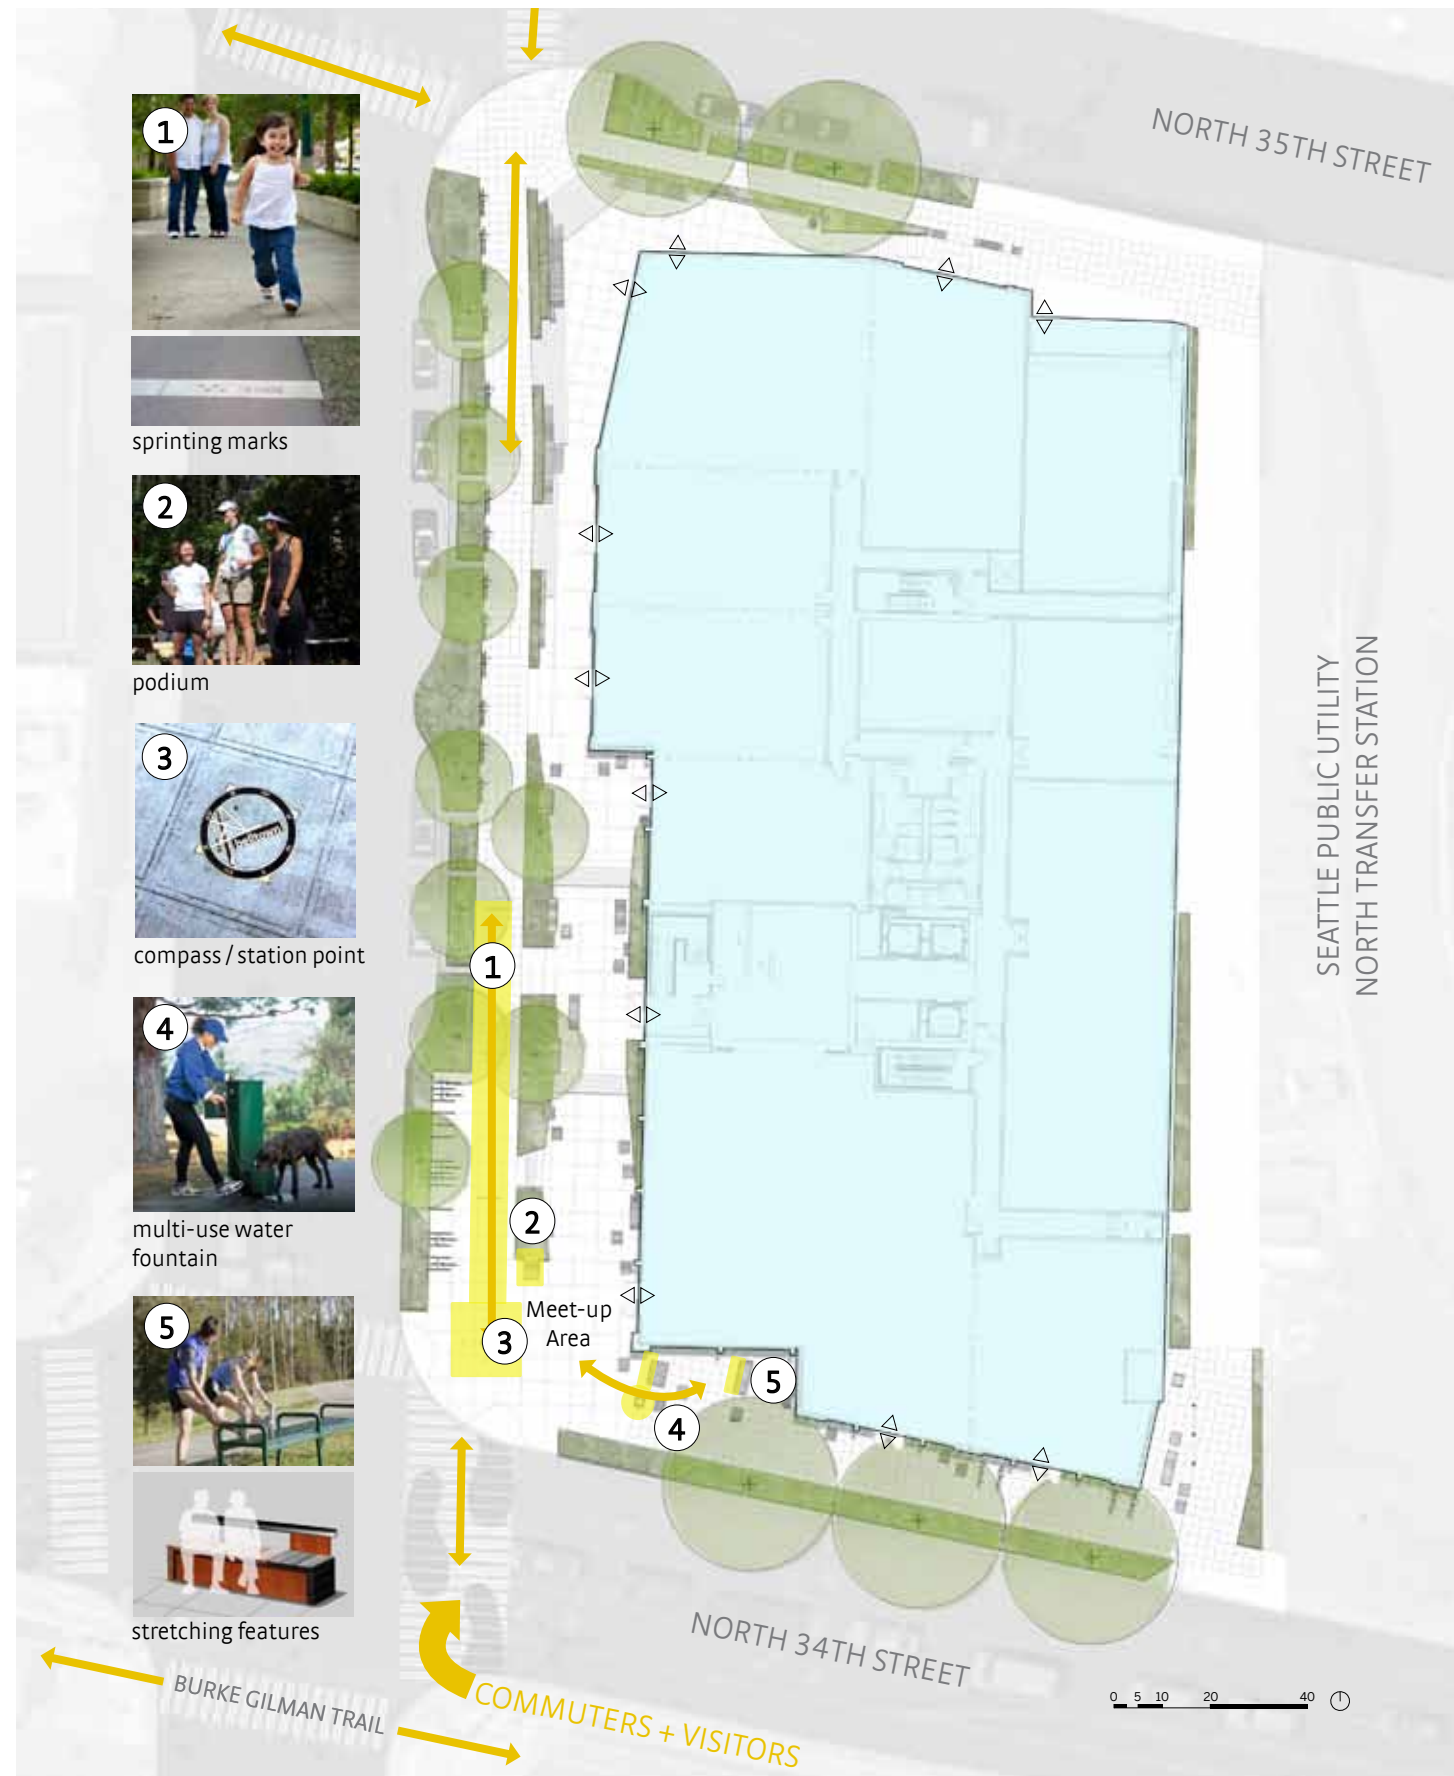 NORTH 35TH STREET
1
sprinting marks
2
podium
3
compass / station point
4
multi-use water
fountain
5
stretching features
SEATTLE PUBLIC UTILITY
NORTH TRANSFER STATION
1
2
Meet-up
Area
3
5
4
NORTH 34TH STREET
BURKE GILMAN TRAIL
COMMUTERS + VISITORS
0 5 10 20 40